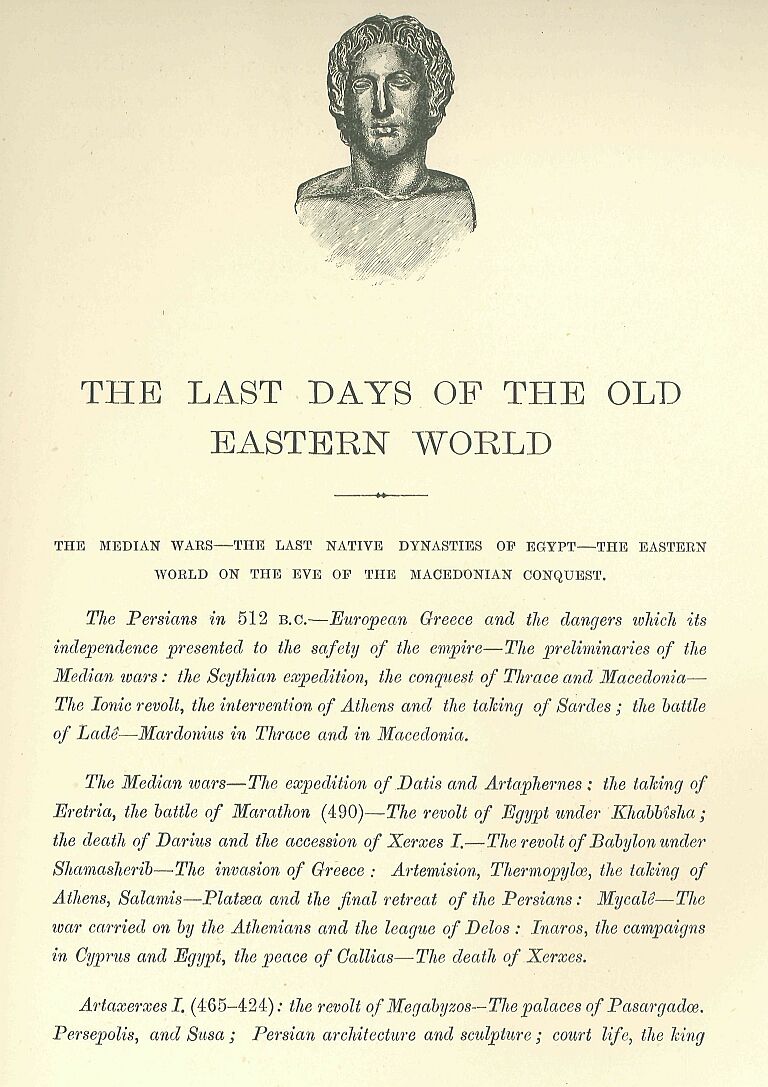 THE LAST DAYS OF THE OLD
EASTERN WORLD
THE MEDIAN WARS—THE LAST NATIVE DYNASTIES OF EGYPT—THE EASTERN
WORLD ON THE EVE OF THE MACEDONIAN CONQUEST.
The Persians in 512 B.C.—European Greece and the dangers which its
independence presented to the safety of the empire—The preliminaries of the
Median wars: the Scythian expedition, the conquest of Thrace and Macedonia—
The Ionic revolt, the intervention of Athens and the taking of Sardes; the battle
of Ladê—Mardonius in Thrace and in Macedonia.
The Median wars—The expedition of Datis and Artaphernes: the taking of
Eretria, the battle of Marathon (490)—The revolt of Egypt under Khabbîsha;
the death of Darius and the accession of Xerxes I.—The revolt of Babylon under
Shamasherib—The invasion of Greece: Artemision, Thermopylœ, the taking of
Athens, Salamis—Platæa and the final retreat of the Persians: Mycalê—The
war carried on by the Athenians and the league of Delos: Inaros, the campaigns
in Cyprus and Egypt, the peace of Callias—The death of Xerxes.
Artaxerxes I. (465–424): the revolt of Megabyzos—The palaces of Pasargadœ.
Persepolis, and Susa; Persian architecture and sculpture; court life, the king